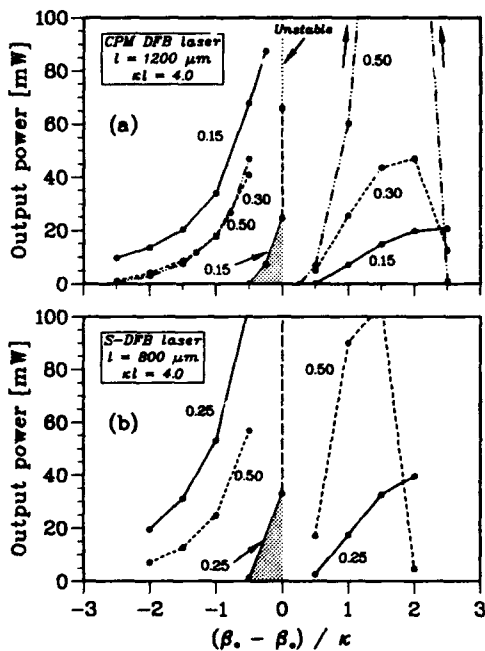 100
80
60
40
20
0
Output power [mW]
CPM DFB laser
l = 1200 μm
κl = 4.0
(a)
Unstable
0.15
0.30
0.50
0.15
0.50
0.30
0.15
100
80
60
40
20
0
Output power [mW]
S-DFB laser
l = 800 μm
κl = 4.0
(b)
0.25
0.50
0.25
0.50
0.25
−3 −2 −1 0 1 2 3
(β. − β.) / κ